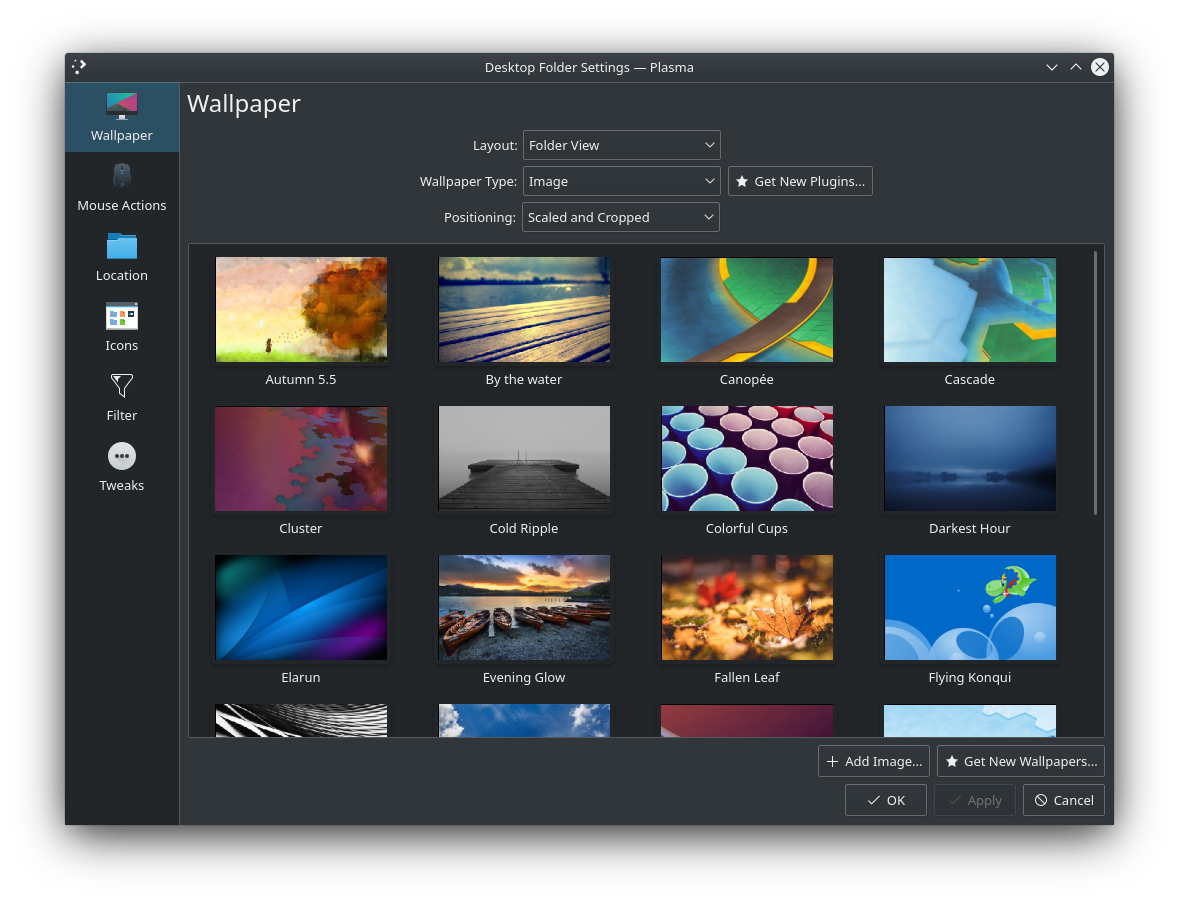 Desktop Folder Settings — Plasma
Wallpaper
Mouse Actions
Location
Icons
Filter
Tweaks
Wallpaper
Layout: Folder View
Wallpaper Type: Image Get New Plugins...
Positioning: Scaled and Cropped
Autumn 5.5 By the water Canopée Cascade
Cluster Cold Ripple Colorful Cups Darkest Hour
Elarun Evening Glow Fallen Leaf Flying Konqui
Add Image... Get New Wallpapers...
OK Apply Cancel